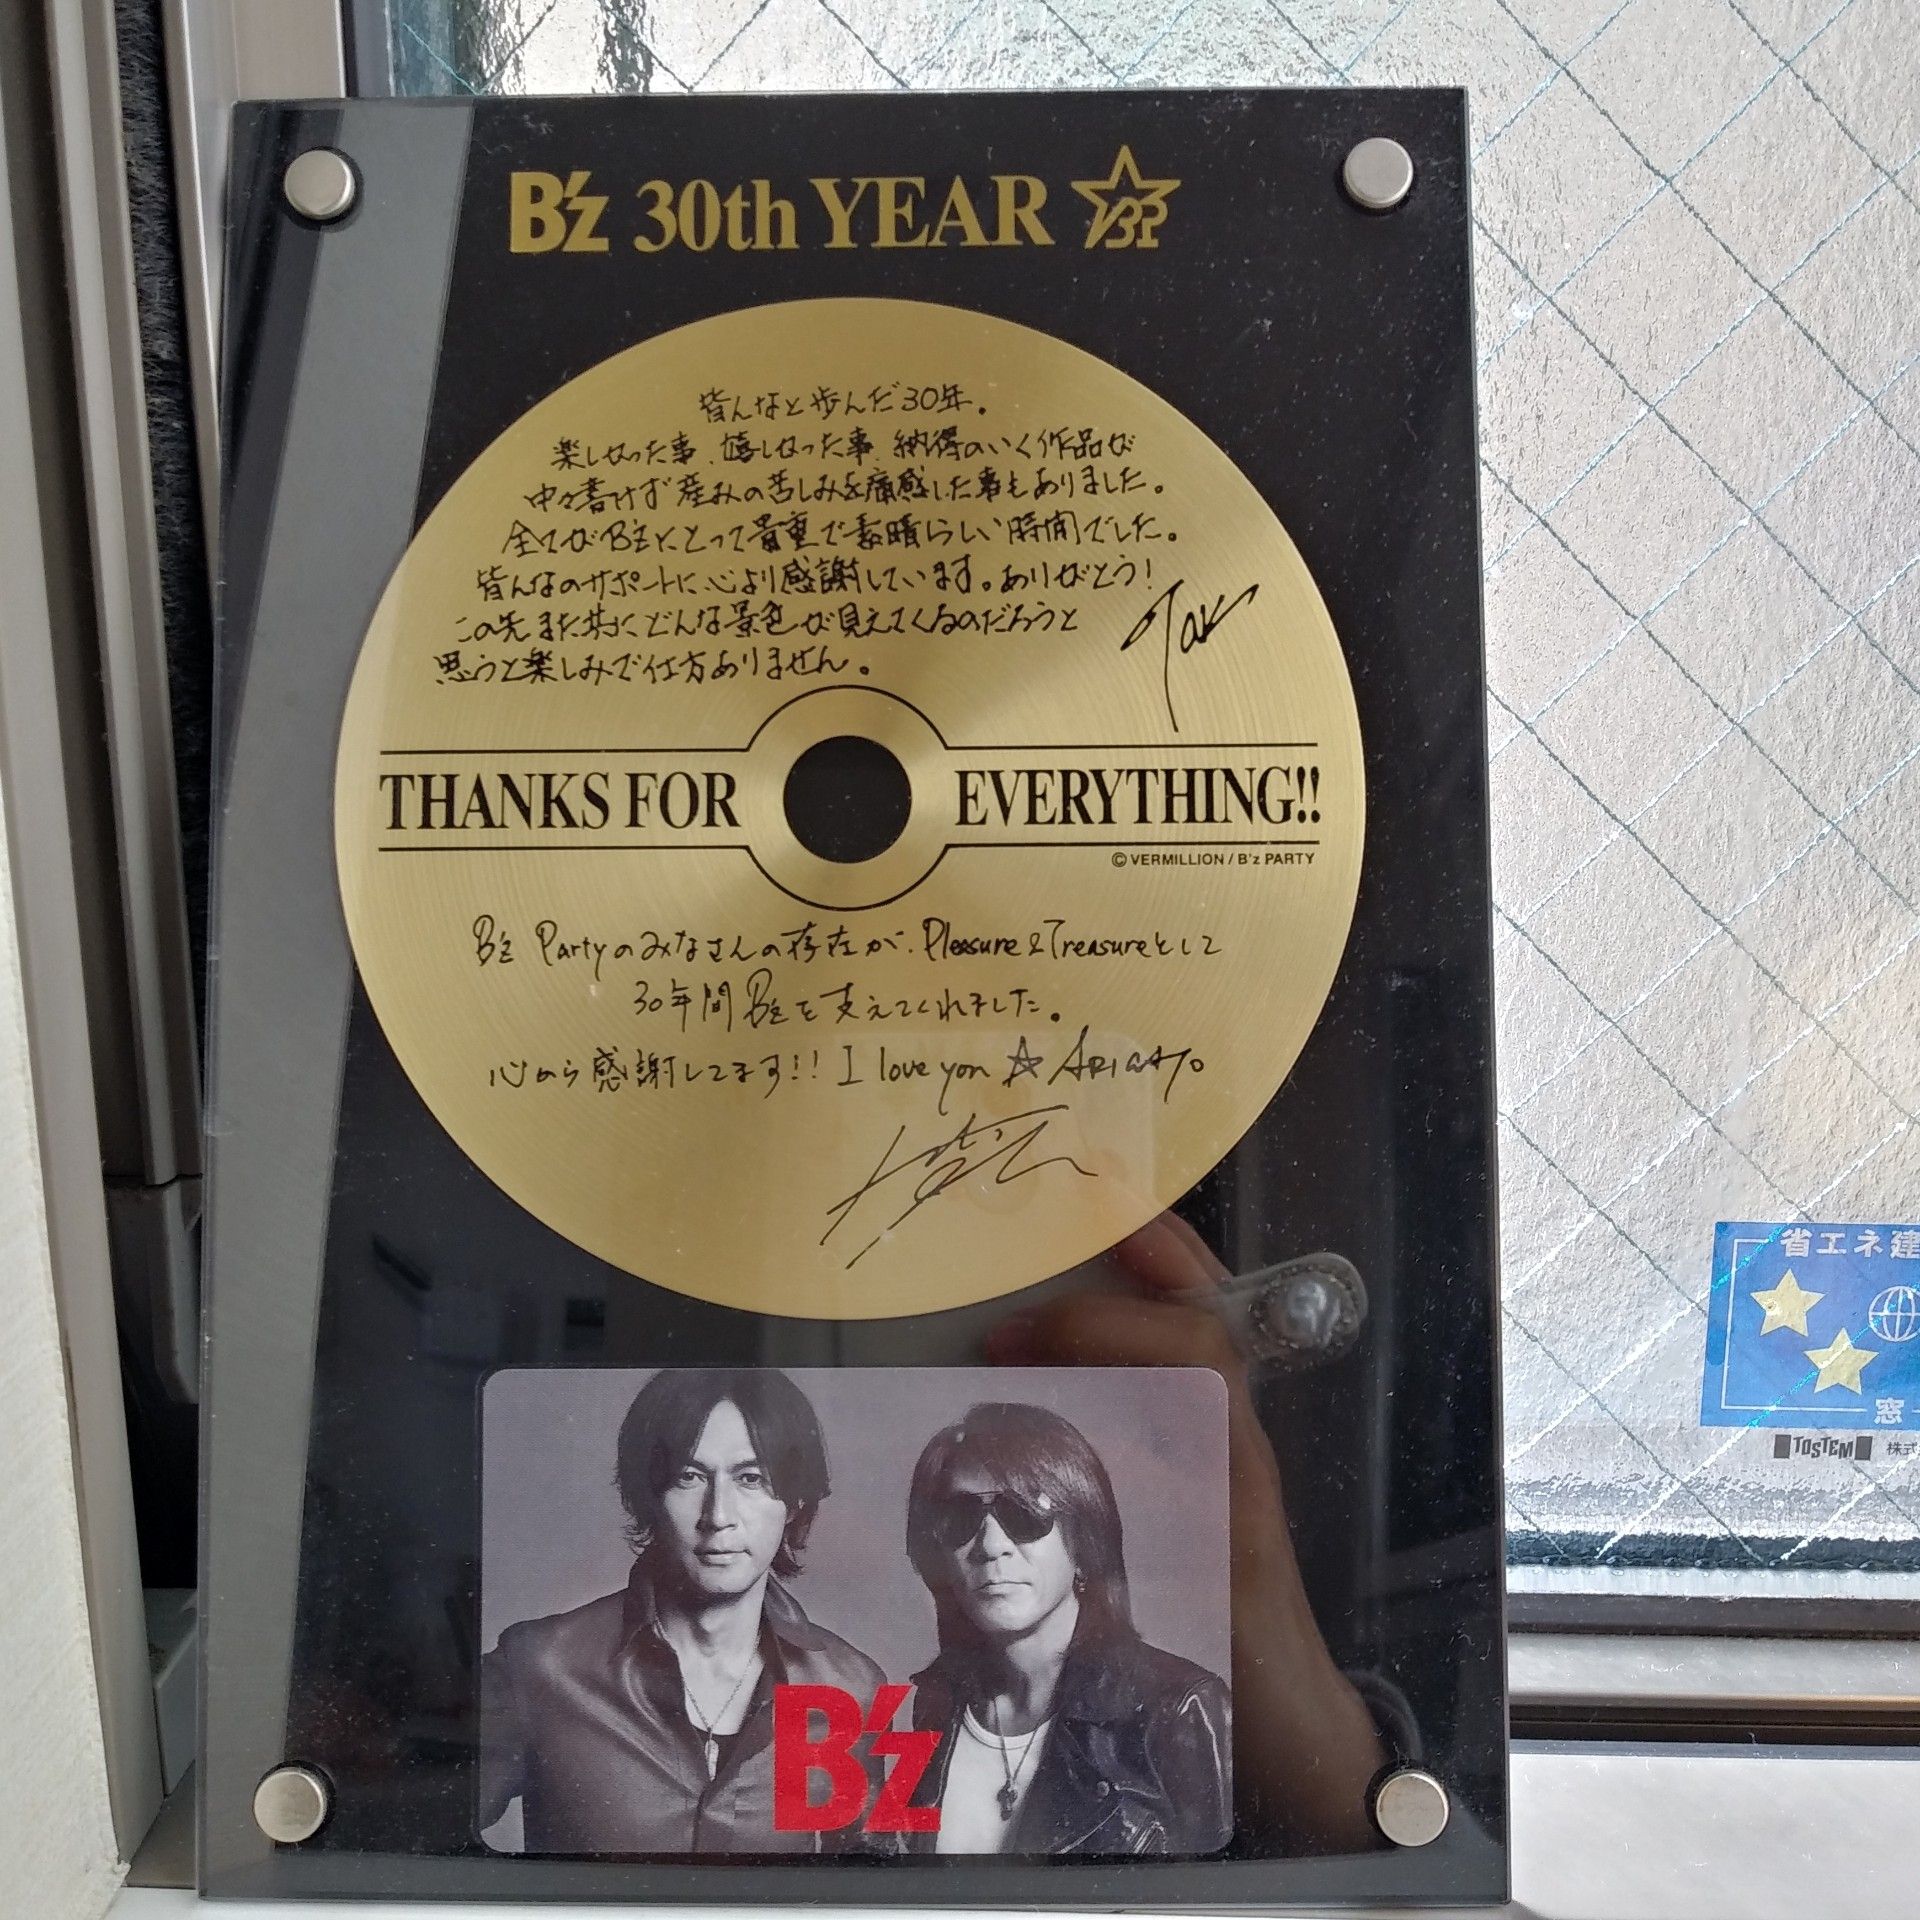 B'z 30th YEAR BP
皆んなと歩んだ30年。
楽しかった事、嬉しかった事、納得のいく作品が
中々書けず産みの苦しみを痛感した事もありました。
全てがB'zにとって貴重で素晴らしい時間でした。
皆んなのサポートに心より感謝しています。ありがとう!
この先また共にどんな景色が見えてくるのだろうと
思うと楽しみで仕方ありません。
Tak
THANKS FOR EVERYTHING!!
©VERMILLION / B'z PARTY
B'z Partyのみなさんの存在が、Pleasure&Treasureとして
30年間B'zを支えてくれました。
心から感謝してます!! I love you ☆ ARIGATO
B'z
省エネ建
窓
TOSTEM 株式